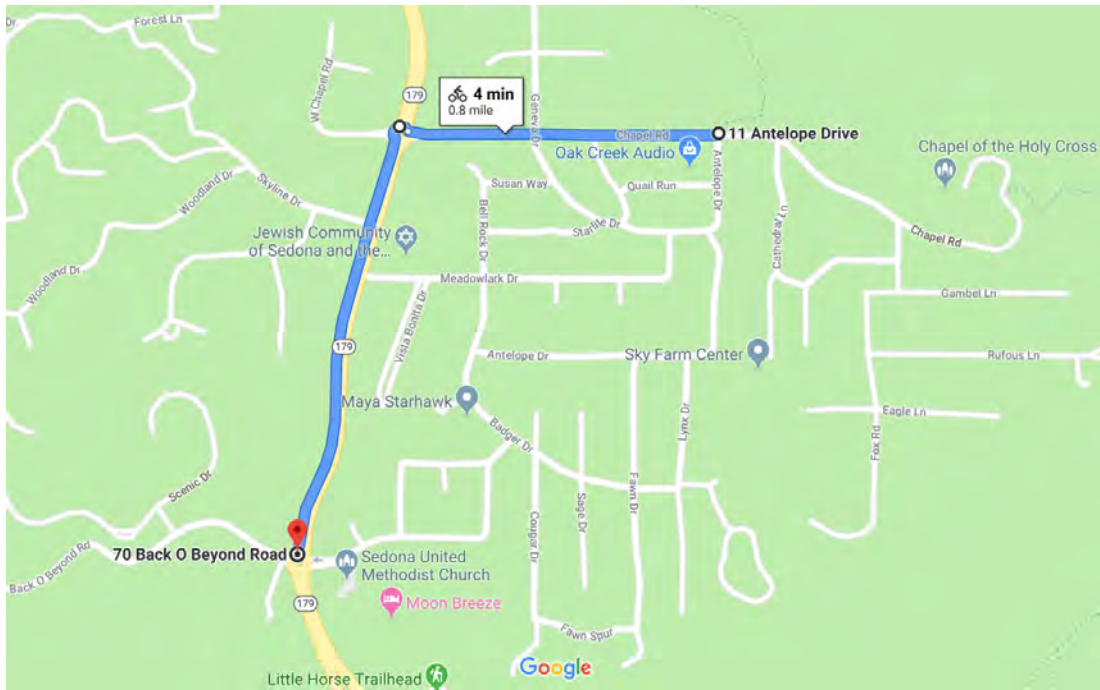 Dr.
Forest Ln
W Chapel Rd
179
4 min
0.8 mile
Geneva Dr
Chapel Rd
11 Antelope Drive
Oak Creek Audio
Antelope Dr
Chapel of the Holy Cross
Woodland Dr
Skyline Dr
Susan Way
Quail Run
Bell Rock Dr
Starlite Dr
Cathedral Ln
Chapel Rd
Jewish Community
of Sedona and the...
Woodland Dr
Meadowlark Dr
Gambel Ln
Vista Bonita Dr
179
Antelope Dr
Sky Farm Center
Rufous Ln
Maya Starhawk
Badger Dr
Lynx Dr
Eagle Ln
Fox Rd
Scenic Dr
Cougar Dr
Sage Dr
Fawn Dr
70 Back O Beyond Road
Back O Beyond Rd
Sedona United
Methodist Church
179
Moon Breeze
Fawn Spur
Google
Little Horse Trailhead